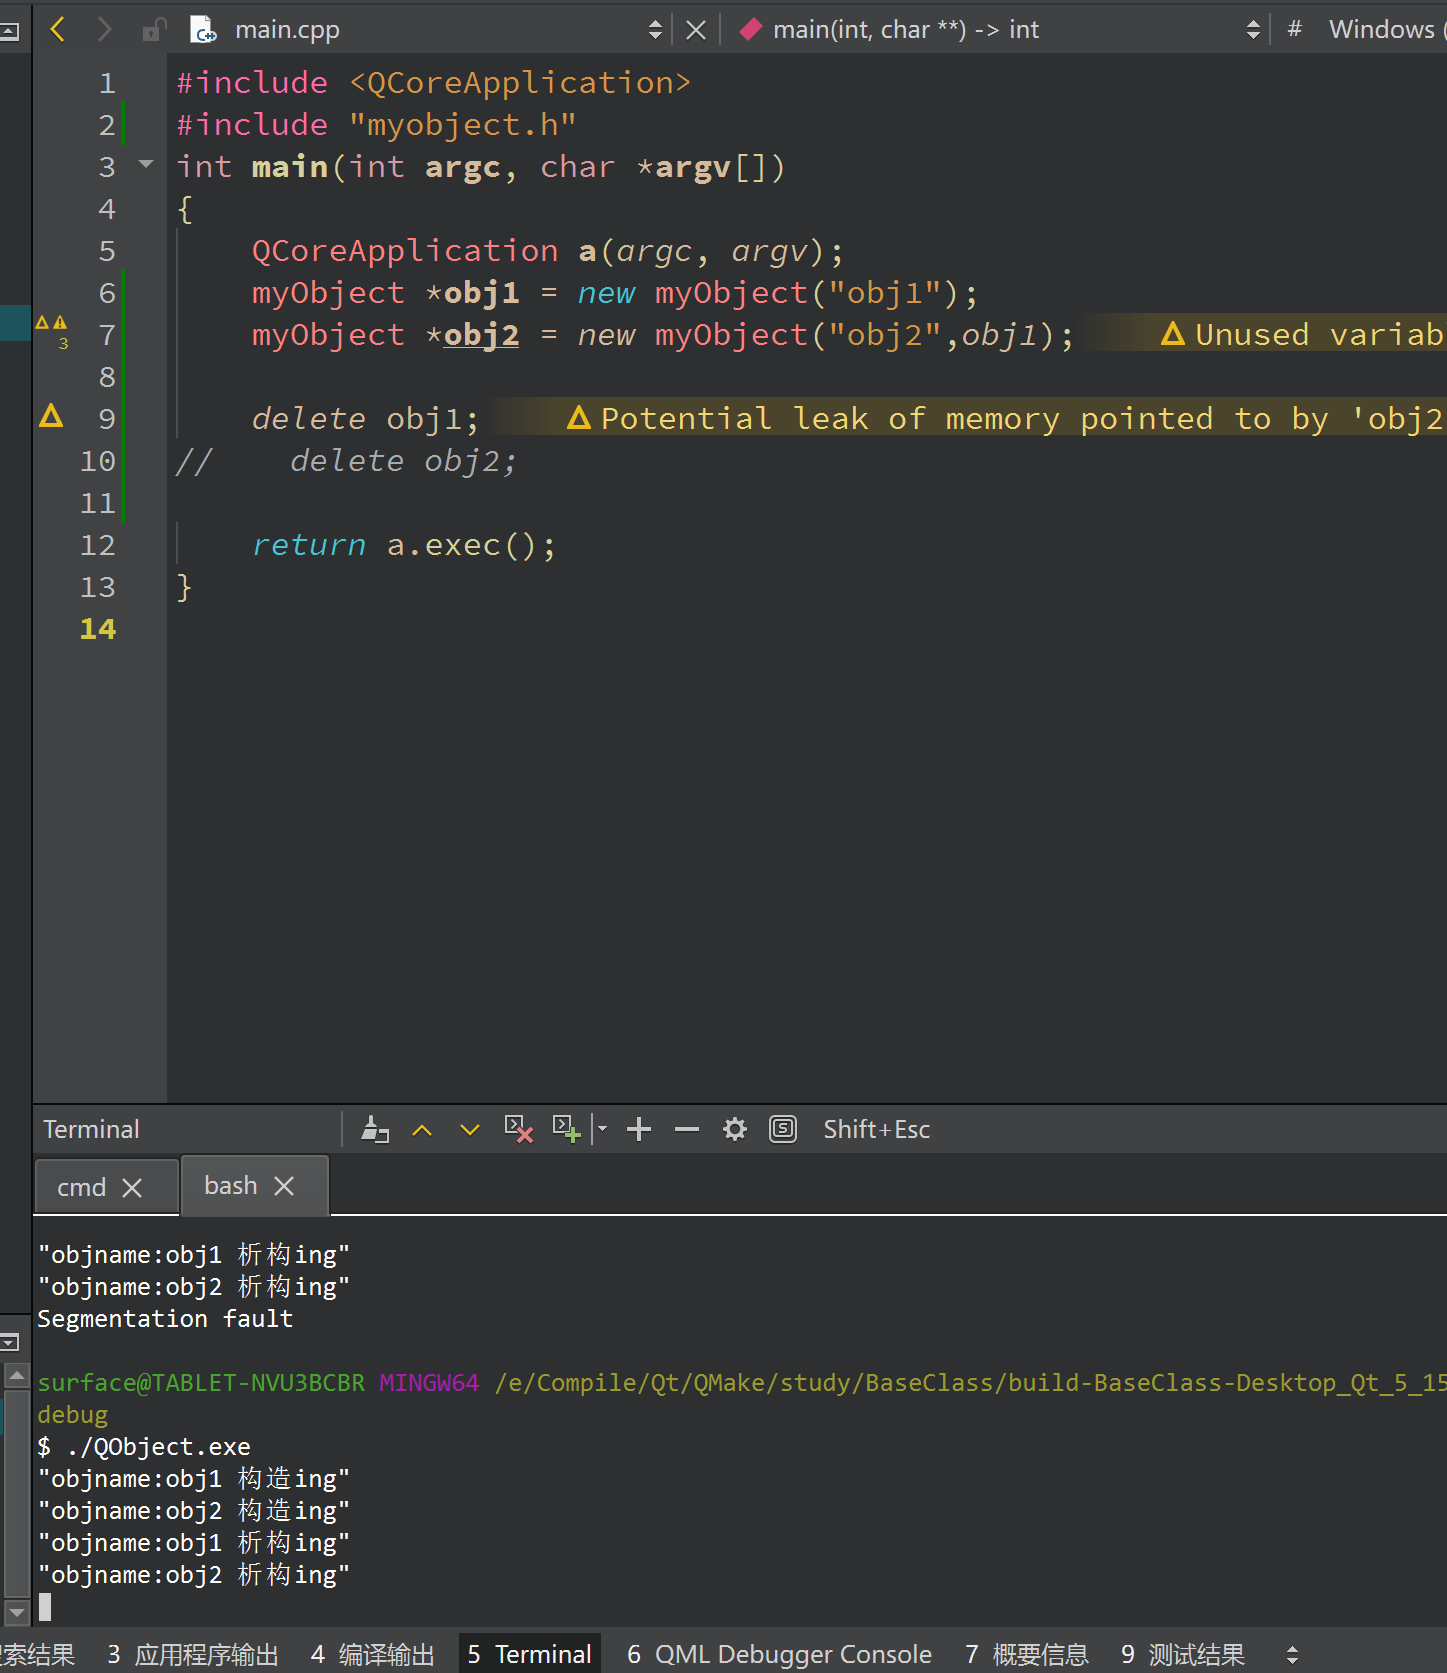 main.cpp
main(int, char **) -> int
#
Windows (
1 #include <QCoreApplication>
2 #include "myobject.h"
3 int main(int argc, char *argv[])
4 {
5 QCoreApplication a(argc, argv);
6 myObject *obj1 = new myObject("obj1");
3
7 myObject *obj2 = new myObject("obj2",obj1); Unused variab
8
9 delete obj1; Potential leak of memory pointed to by 'obj2
10 // delete obj2;
11
12 return a.exec();
13 }
14
Terminal Shift+Esc
cmd bash
"objname:obj1 析构ing"
"objname:obj2 析构ing"
Segmentation fault
surface@TABLET-NVU3BCBR MINGW64 /e/Compile/Qt/QMake/study/BaseClass/build-BaseClass-Desktop_Qt_5_15
debug
$ ./QObject.exe
"objname:obj1 构造ing"
"objname:obj2 构造ing"
"objname:obj1 析构ing"
"objname:obj2 析构ing"
索结果 3 应用程序输出 4 编译输出 5 Terminal 6 QML Debugger Console 7 概要信息 9 测试结果